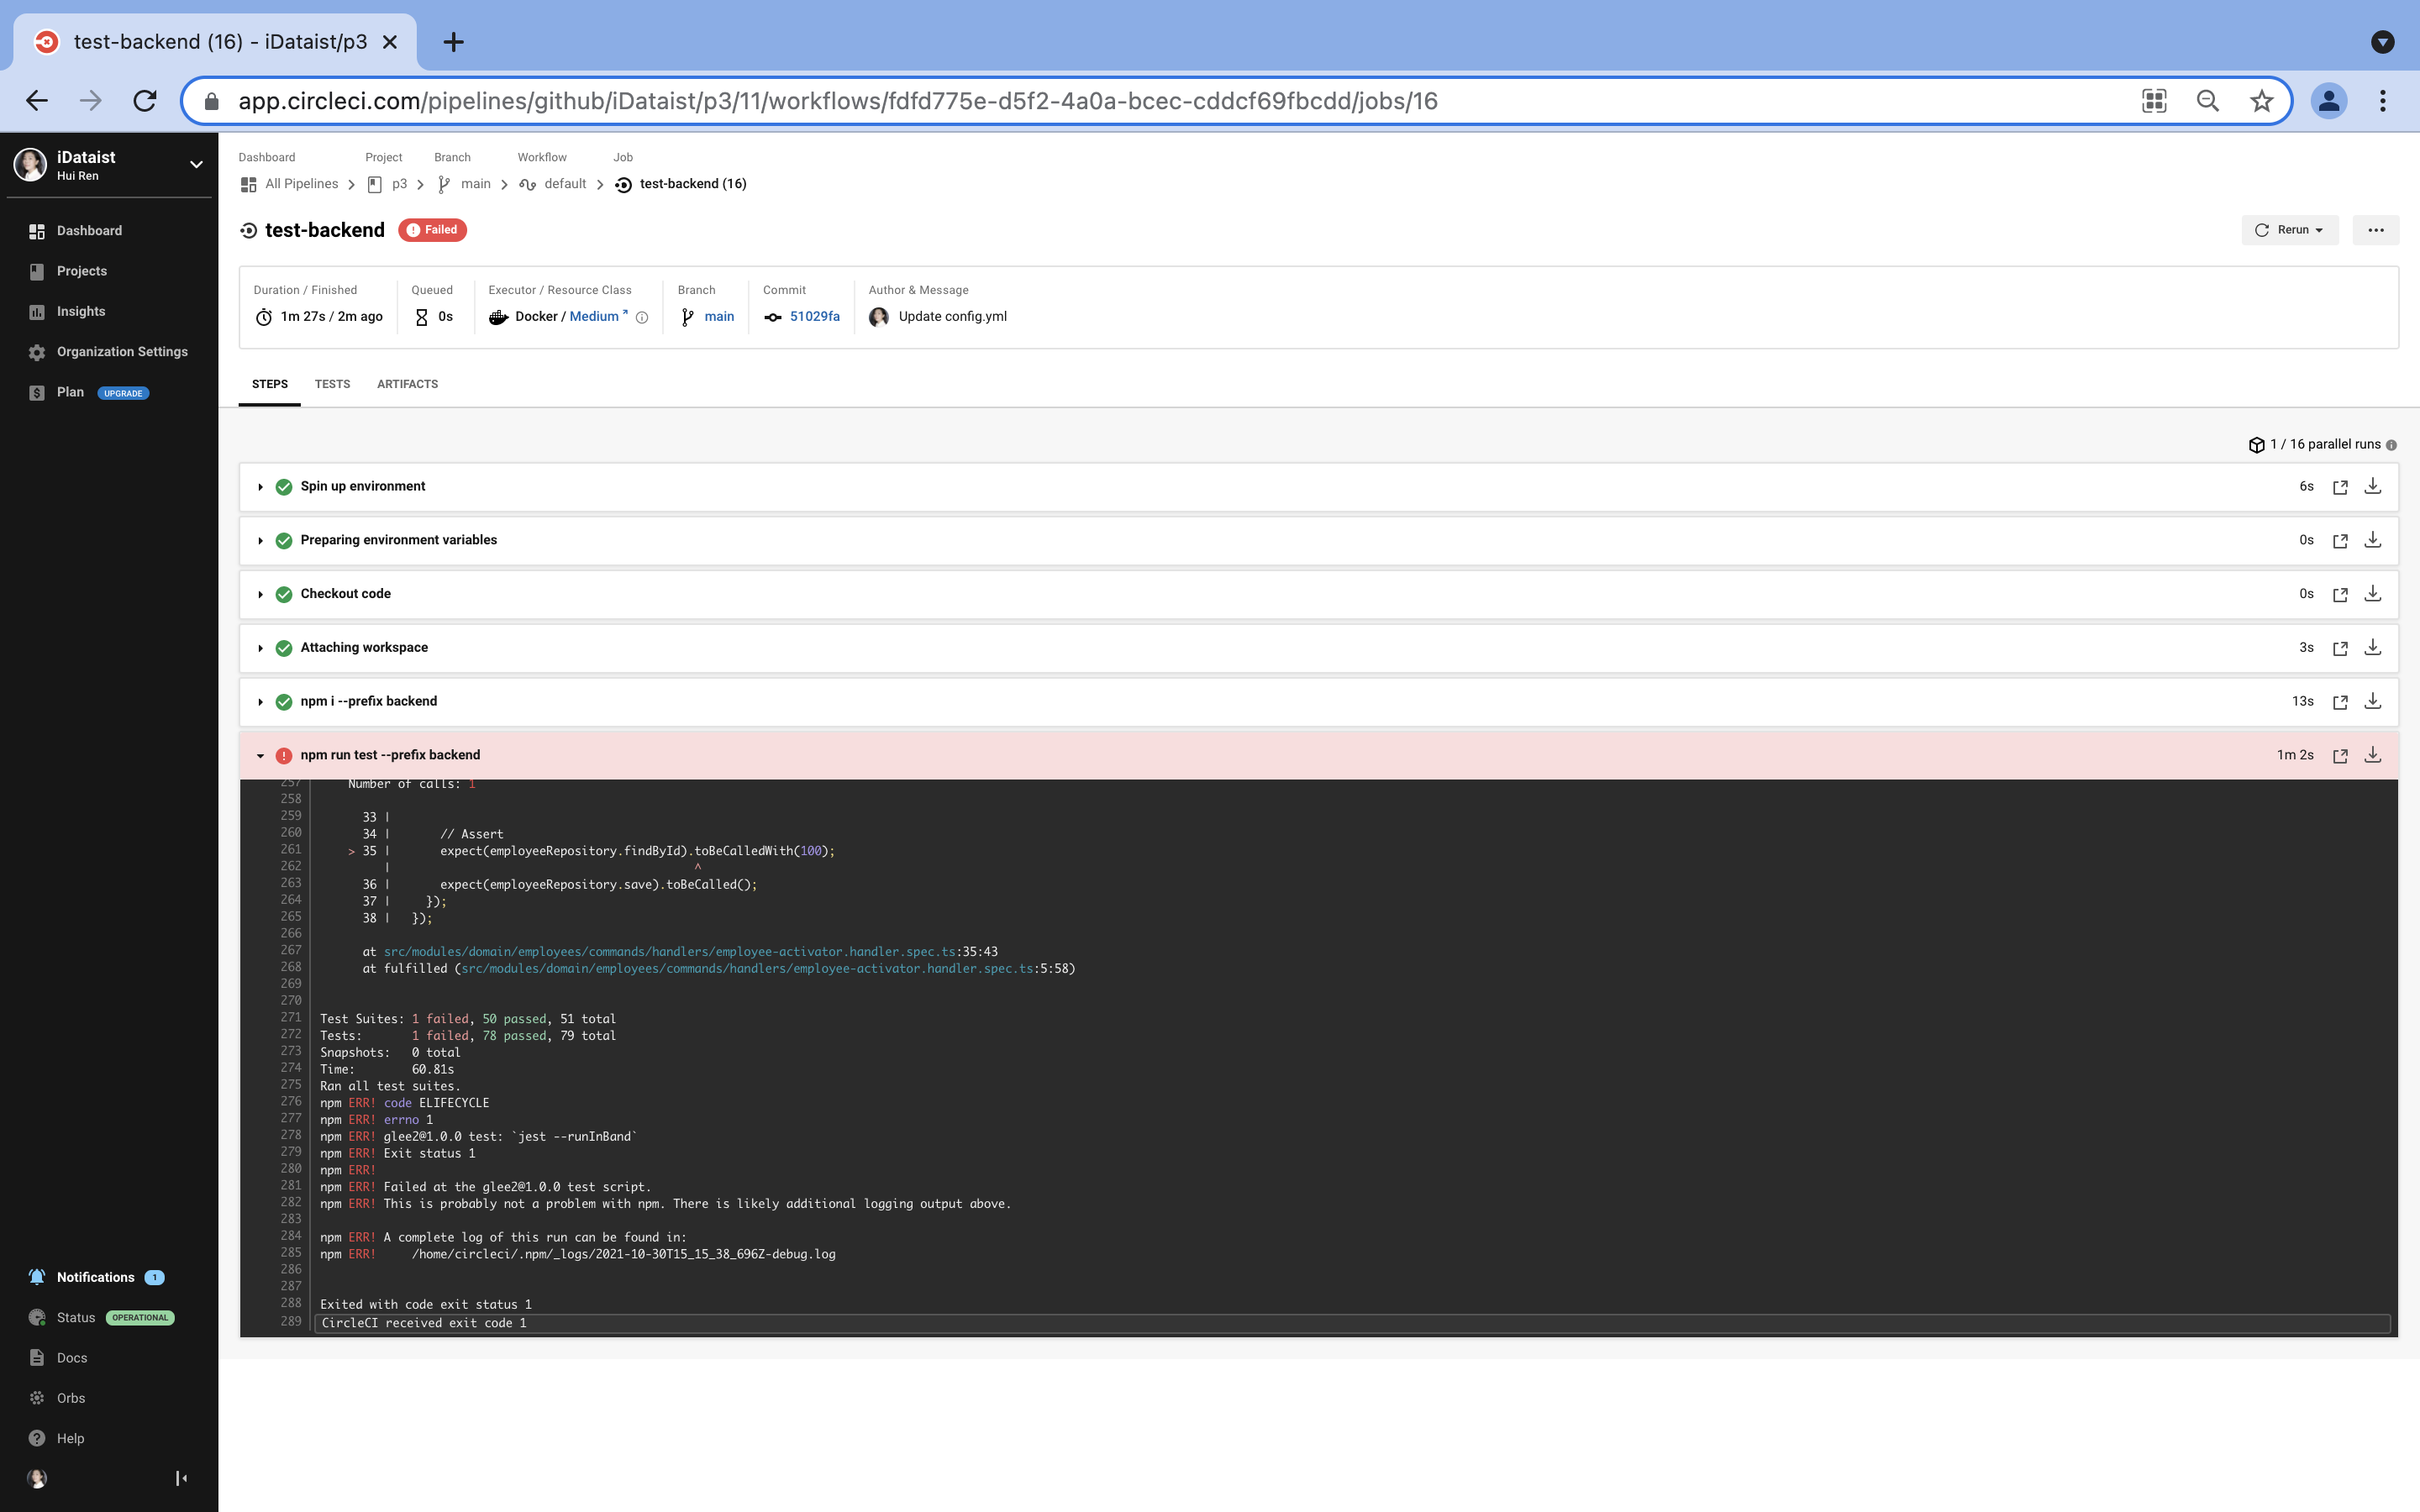 test-backend (16) - iDataist/p3
app.circleci.com/pipelines/github/iDataist/p3/11/workflows/fdfd775e-d5f2-4a0a-bcec-cddcf69fbcdd/jobs/16
iDataist
Hui Ren
Dashboard
Projects
Insights
Organization Settings
Plan UPGRADE
Notifications 1
Status OPERATIONAL
Docs
Orbs
Help
Dashboard Project Branch Workflow Job
All Pipelines p3 main default test-backend (16)
test-backend Failed
Rerun
Duration / Finished Queued Executor / Resource Class Branch Commit Author & Message
1m 27s / 2m ago 0s Docker / Medium main 51029fa Update config.yml
STEPS TESTS ARTIFACTS
1 / 16 parallel runs
Spin up environment 6s
Preparing environment variables 0s
Checkout code 0s
Attaching workspace 3s
npm i --prefix backend 13s
npm run test --prefix backend 1m 2s
257 Number of calls: 1
258
259 33 |
260 34 | // Assert
261 > 35 | expect(employeeRepository.findById).toBeCalledWith(100);
262 | ^
263 36 | expect(employeeRepository.save).toBeCalled();
264 37 | });
265 38 | });
266
267 at src/modules/domain/employees/commands/handlers/employee-activator.handler.spec.ts:35:43
268 at fulfilled (src/modules/domain/employees/commands/handlers/employee-activator.handler.spec.ts:5:58)
269
270
271 Test Suites: 1 failed, 50 passed, 51 total
272 Tests: 1 failed, 78 passed, 79 total
273 Snapshots: 0 total
274 Time: 60.81s
275 Ran all test suites.
276 npm ERR! code ELIFECYCLE
277 npm ERR! errno 1
278 npm ERR! glee2@1.0.0 test: `jest --runInBand`
279 npm ERR! Exit status 1
280 npm ERR!
281 npm ERR! Failed at the glee2@1.0.0 test script.
282 npm ERR! This is probably not a problem with npm. There is likely additional logging output above.
283
284 npm ERR! A complete log of this run can be found in:
285 npm ERR! /home/circleci/.npm/_logs/2021-10-30T15_15_38_696Z-debug.log
286
287
288 Exited with code exit status 1
289 CircleCI received exit code 1